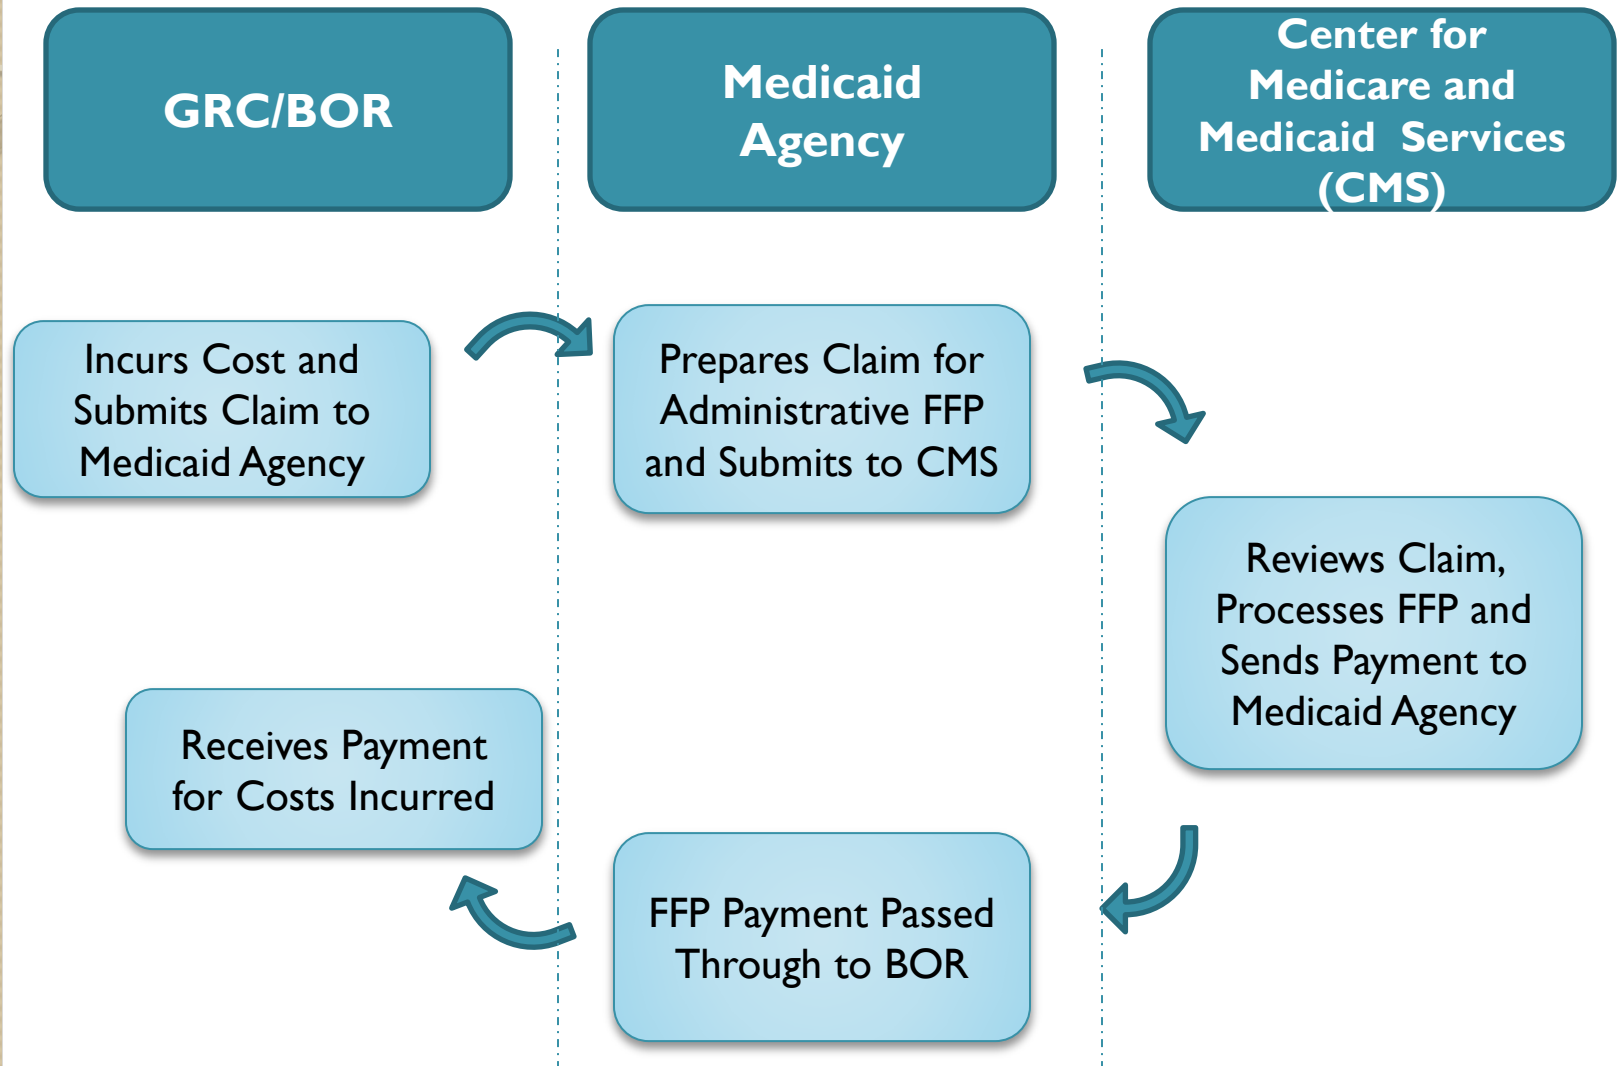 GRC/BOR
Medicaid
Agency
Center for
Medicare and
Medicaid Services
(CMS)
Incurs Cost and
Submits Claim to
Medicaid Agency
Prepares Claim for
Administrative FFP
and Submits to CMS
Reviews Claim,
Processes FFP and
Sends Payment to
Medicaid Agency
Receives Payment
for Costs Incurred
FFP Payment Passed
Through to BOR